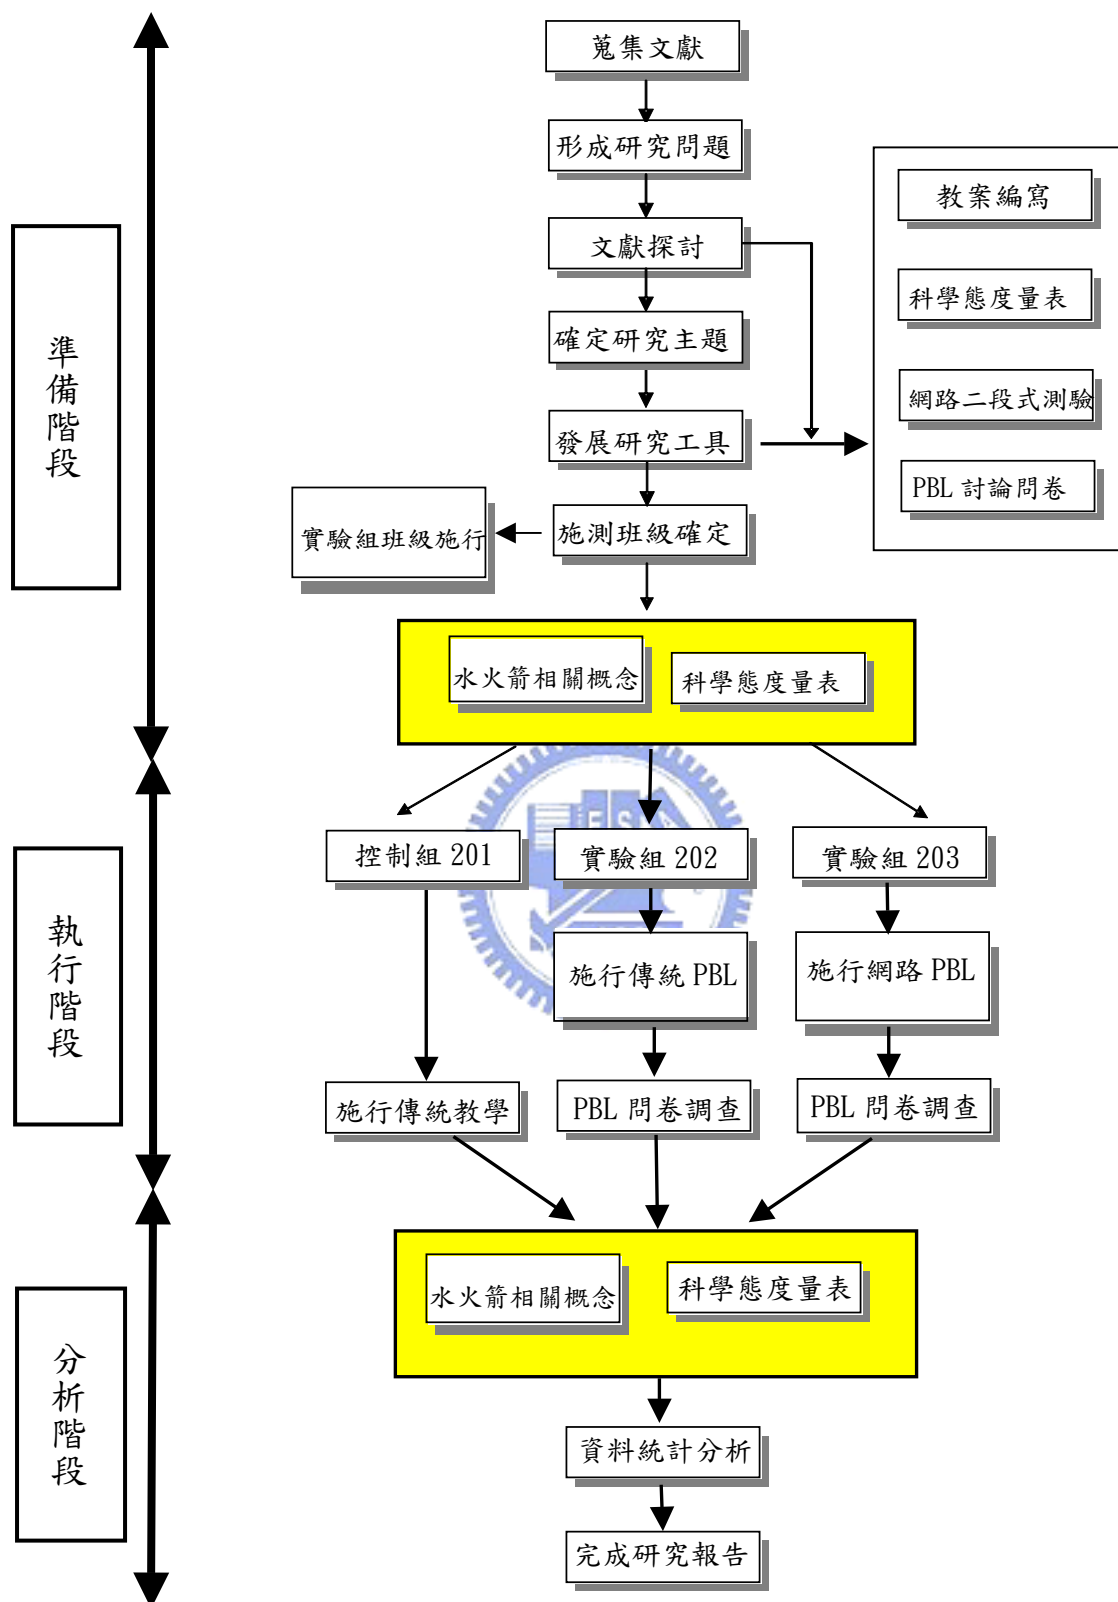 蒐集文獻
形成研究問題
文獻探討
確定研究主題
發展研究工具
教案編寫
科學態度量表
網路二段式測驗
PBL 討論問卷
準備階段
實驗組班級施行
施測班級確定
水火箭相關概念
科學態度量表
執行階段
控制組 201
實驗組 202
實驗組 203
施行傳統 PBL
施行網路 PBL
施行傳統教學
PBL 問卷調查
PBL 問卷調查
分析階段
水火箭相關概念
科學態度量表
資料統計分析
完成研究報告